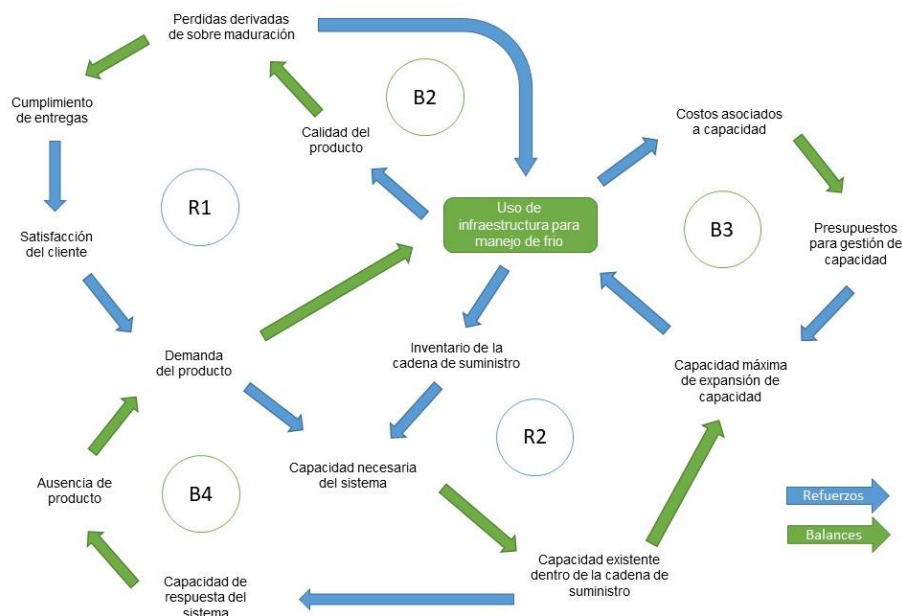 Perdidas derivadas
de sobre maduración
Cumplimiento
de entregas
B2
Calidad del
producto
Costos asociados
a capacidad
R1
Uso de
infraestructura para
manejo de frio
B3
Presupuestos
para gestión de
capacidad
Satisfacción
del cliente
Demanda
del producto
Inventario de la
cadena de suministro
Capacidad máxima
de expansión de
capacidad
R2
Ausencia de
producto
B4
Capacidad necesaria
del sistema
Refuerzos
Balances
Capacidad de
respuesta del
sistema
Capacidad existente
dentro de la cadena de
suministro